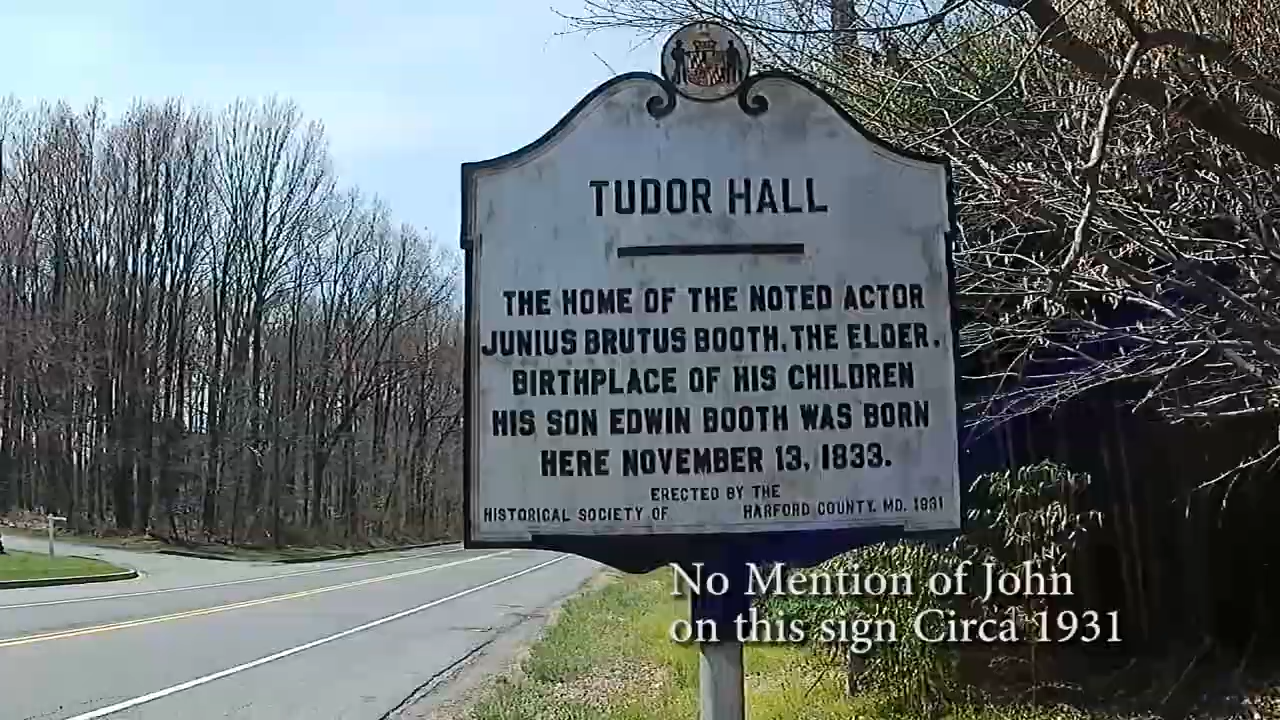 TUDOR HALL
THE HOME OF THE NOTED ACTOR
JUNIUS BRUTUS BOOTH, THE ELDER.
BIRTHPLACE OF HIS CHILDREN
HIS SON EDWIN BOOTH WAS BORN
HERE NOVEMBER 13, 1833.
ERECTED BY THE
HISTORICAL SOCIETY OF HARFORD COUNTY, MD. 1931
No Mention of John
on this sign Circa 1931